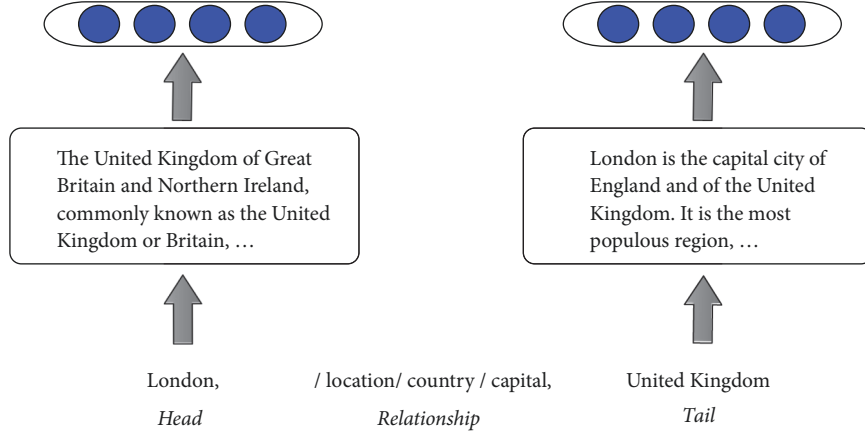 The United Kingdom of Great
Britain and Northern Ireland,
commonly known as the United
Kingdom or Britain, …
London is the capital city of
England and of the United
Kingdom. It is the most
populous region, …
London, / location/ country / capital, United Kingdom
Head Relationship Tail